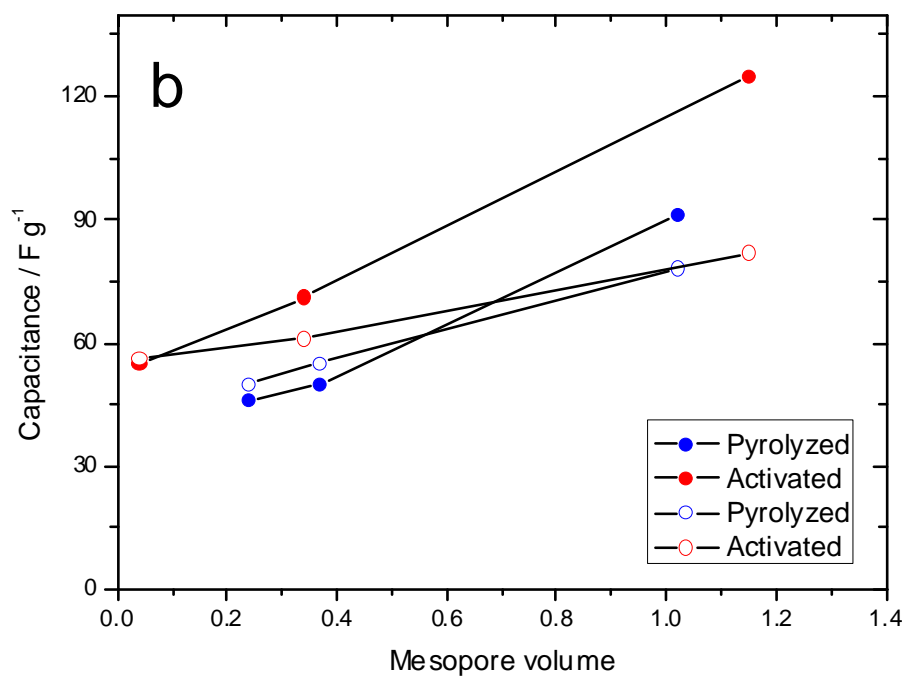 b
120
90
60
30
0
Capacitance / F g⁻¹
Pyrolyzed
Activated
Pyrolyzed
Activated
0.0 0.2 0.4 0.6 0.8 1.0 1.2 1.4
Mesopore volume